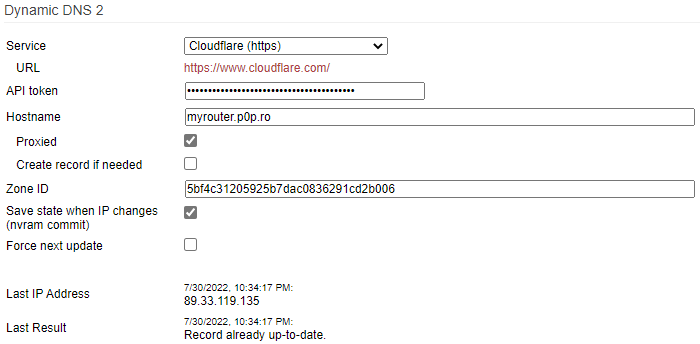 Dynamic DNS 2
Service Cloudflare (https)
URL https://www.cloudflare.com/
API token ••••••••••••••••••••••••••••••••••••••••
Hostname myrouter.p0p.ro
Proxied
Create record if needed
Zone ID 5bf4c31205925b7dac0836291cd2b006
Save state when IP changes
(nvram commit)
Force next update
7/30/2022, 10:34:17 PM:
Last IP Address 89.33.119.135
7/30/2022, 10:34:17 PM:
Last Result Record already up-to-date.